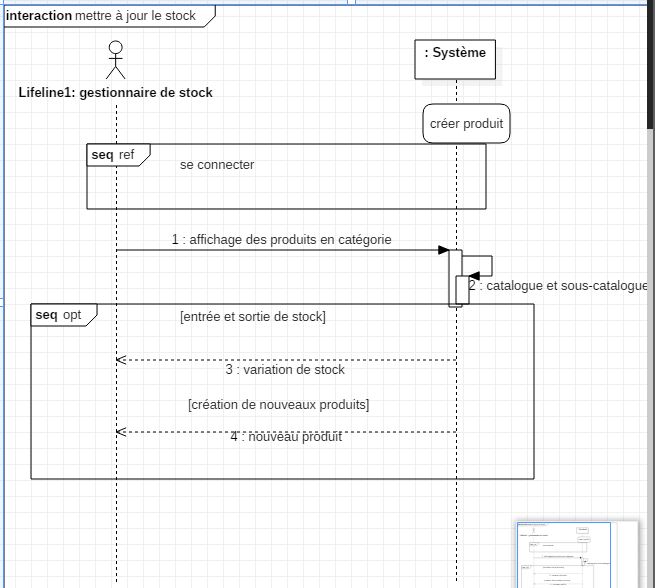 interaction mettre à jour le stock
: Système
Lifeline1: gestionnaire de stock
créer produit
seq ref
se connecter
1 : affichage des produits en catégorie
2 : catalogue et sous-catalogue
seq opt
[entrée et sortie de stock]
3 : variation de stock
[création de nouveaux produits]
4 : nouveau produit